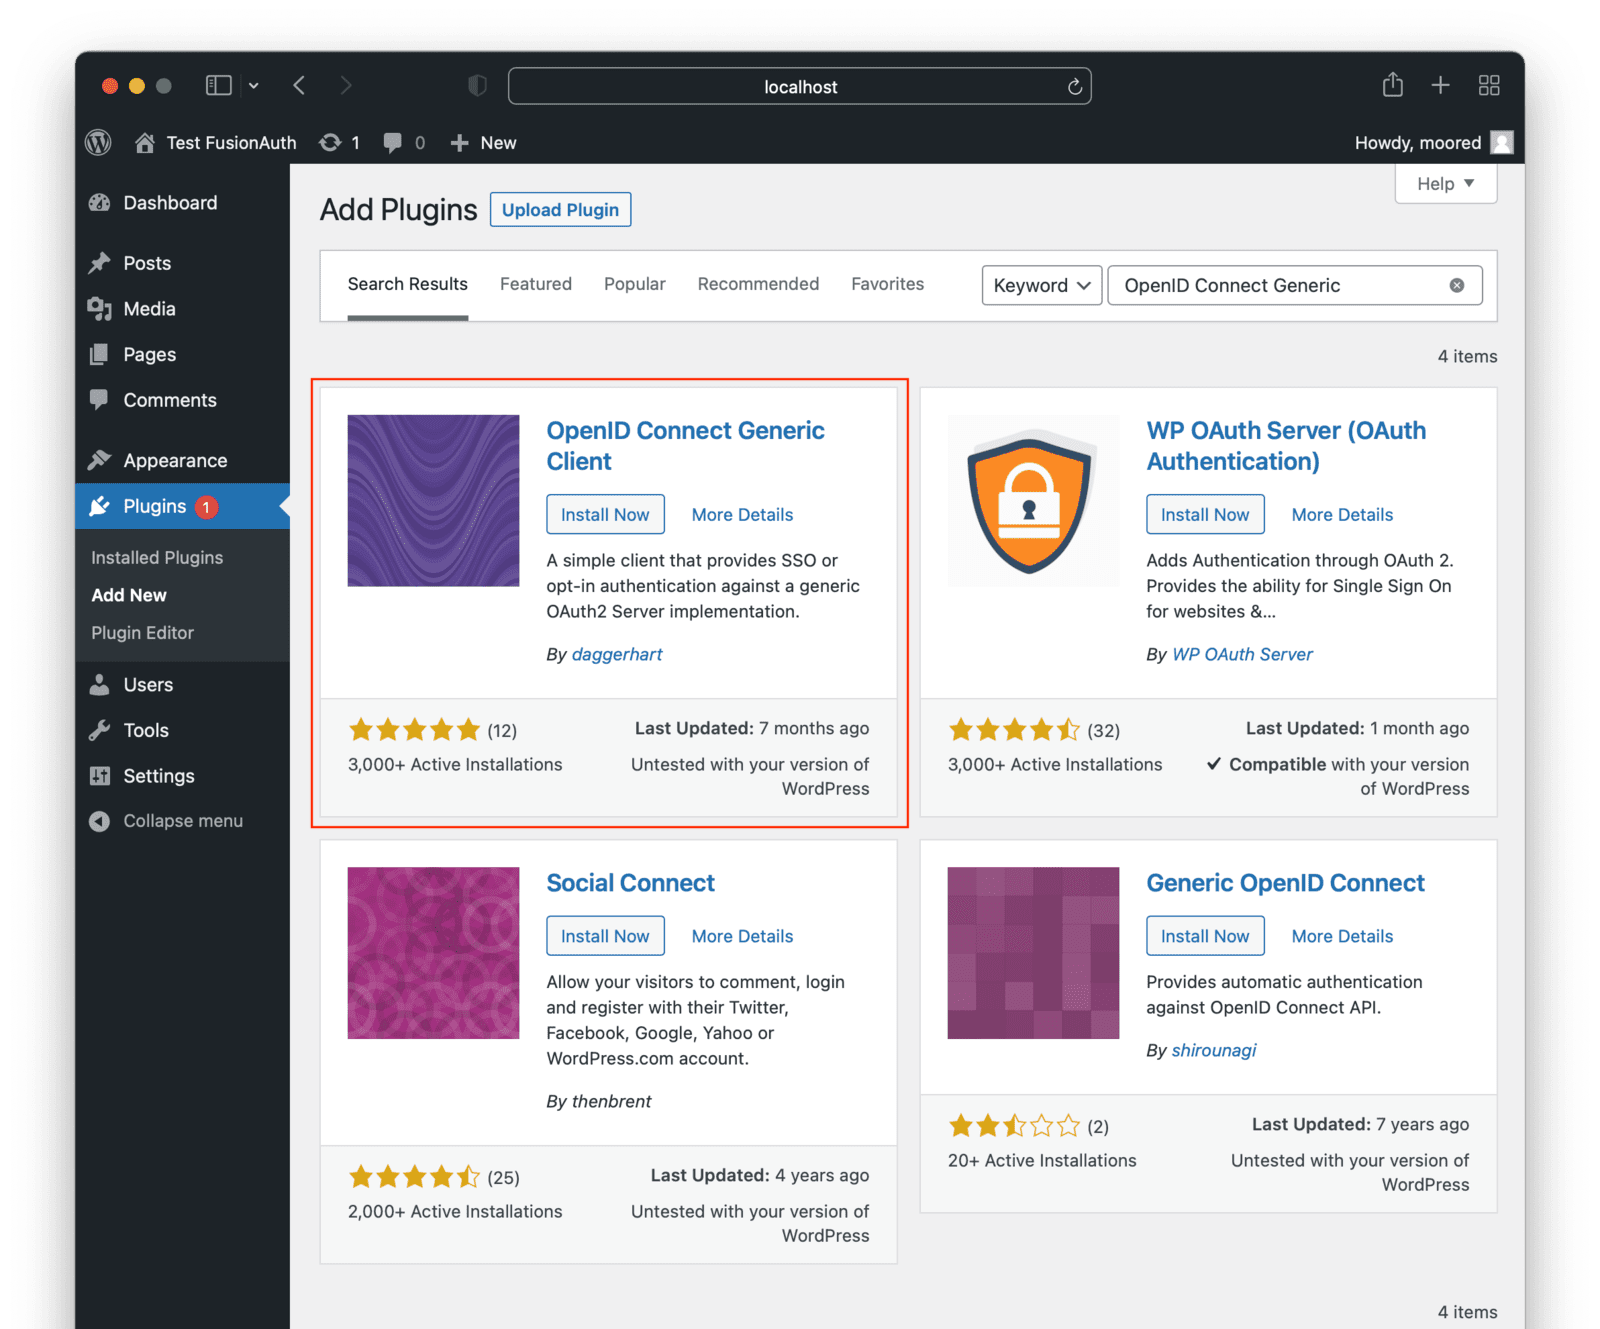 localhost
Test FusionAuth 1 0 New Howdy, moored
Help
Dashboard
Posts
Media
Pages
Comments
Appearance
Plugins 1
Installed Plugins
Add New
Plugin Editor
Users
Tools
Settings
Collapse menu
Add Plugins Upload Plugin
Search Results Featured Popular Recommended Favorites Keyword OpenID Connect Generic
4 items
OpenID Connect Generic
Client
Install Now More Details
A simple client that provides SSO or
opt-in authentication against a generic
OAuth2 Server implementation.
By daggerhart
(12)
3,000+ Active Installations
Last Updated: 7 months ago
Untested with your version of
WordPress
WP OAuth Server (OAuth
Authentication)
Install Now More Details
Adds Authentication through OAuth 2.
Provides the ability for Single Sign On
for websites &...
By WP OAuth Server
(32)
3,000+ Active Installations
Last Updated: 1 month ago
Compatible with your version
of WordPress
Social Connect
Install Now More Details
Allow your visitors to comment, login
and register with their Twitter,
Facebook, Google, Yahoo or
WordPress.com account.
By thenbrent
(25)
2,000+ Active Installations
Last Updated: 4 years ago
Untested with your version of
WordPress
Generic OpenID Connect
Install Now More Details
Provides automatic authentication
against OpenID Connect API.
By shirounagi
(2)
20+ Active Installations
Last Updated: 7 years ago
Untested with your version of
WordPress
4 items